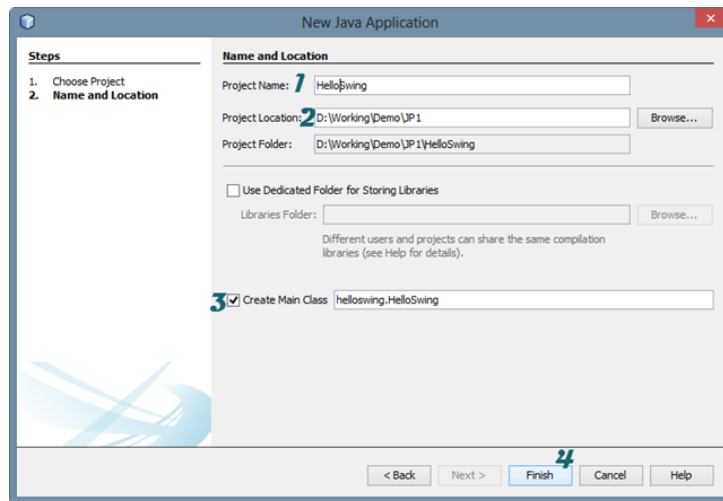 New Java Application
Steps
1. Choose Project
2. Name and Location
Name and Location
Project Name: 1 HelloSwing
Project Location: 2 D:\Working\Demo\JP1 Browse...
Project Folder: D:\Working\Demo\JP1\HelloSwing
Use Dedicated Folder for Storing Libraries
Libraries Folder: Browse...
Different users and projects can share the same compilation
libraries (see Help for details).
3 Create Main Class helloswing.HelloSwing
4
< Back Next > Finish Cancel Help